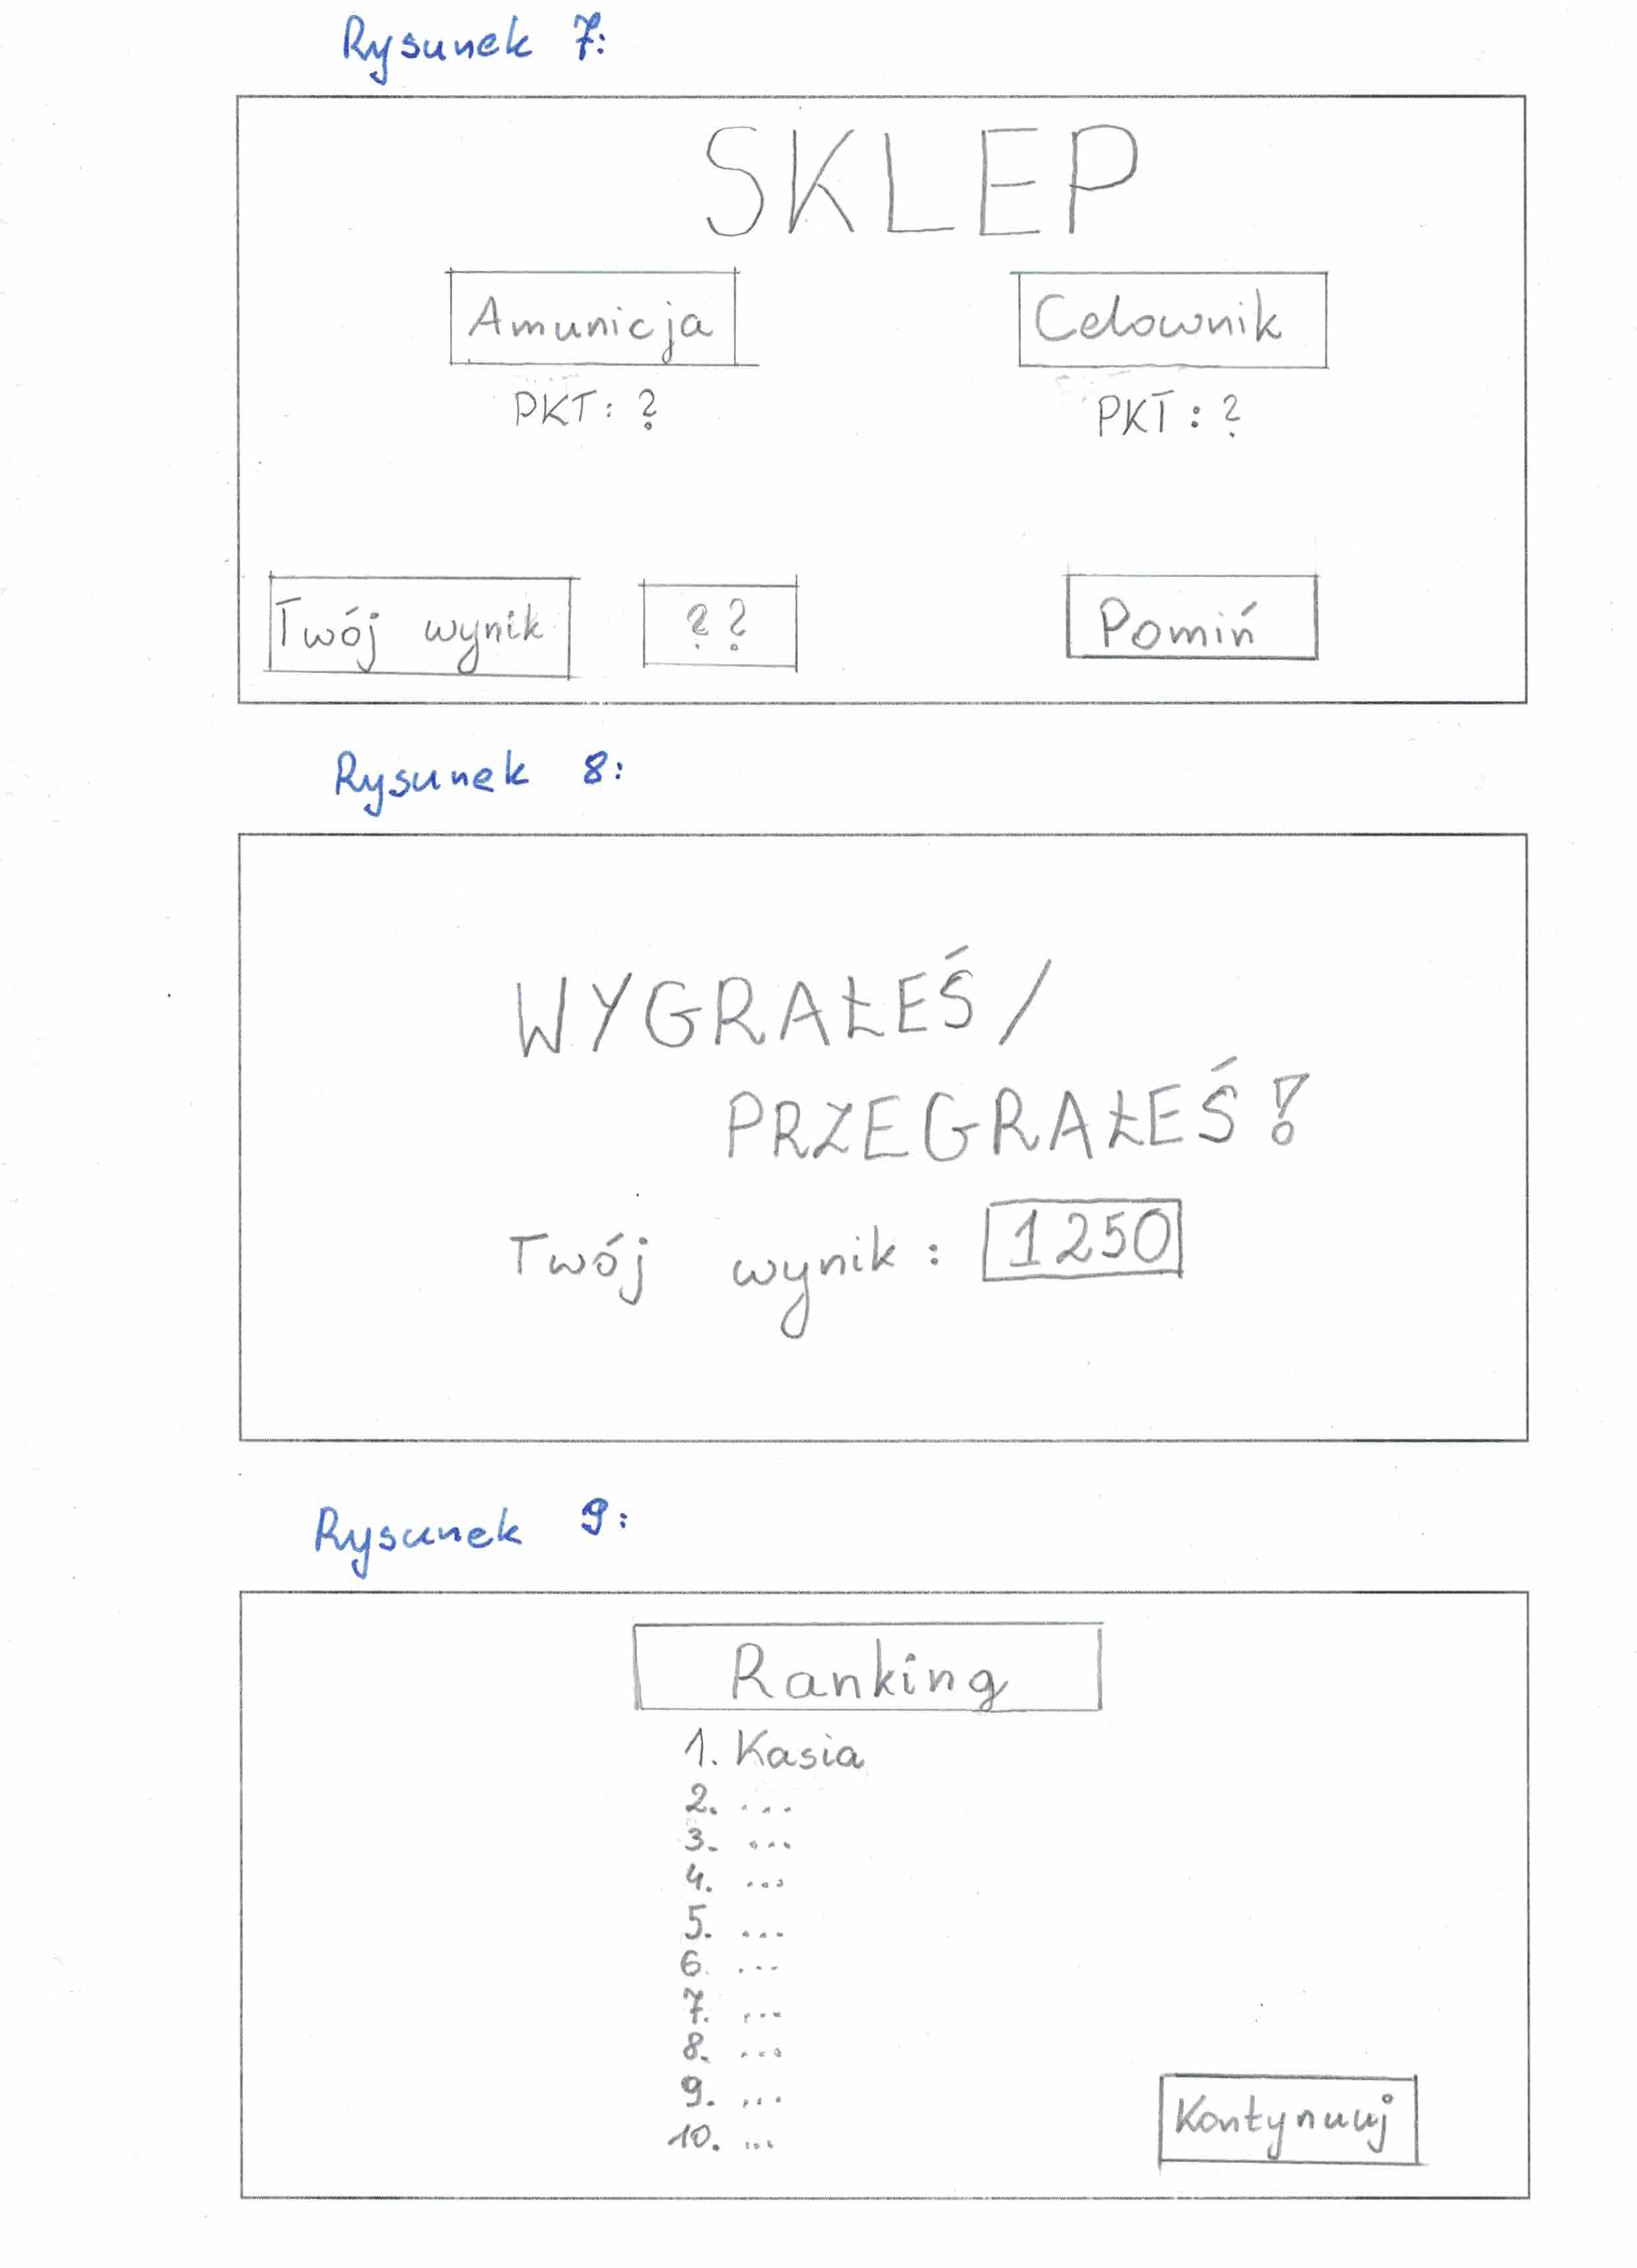 Rysunek 7:
SKLEP
Amunicja Celownik
PKT: ? PKT: ?
Twój wynik ?? Pomiń
Rysunek 8:
WYGRAŁEŚ/
PRZEGRAŁEŚ!
Twój wynik: 1250
Rysunek 9:
Ranking
1. Kasia
2. ...
3. ...
4. ...
5. ...
6. ...
7. ...
8. ...
9. ...
10. ...
Kontynuuj